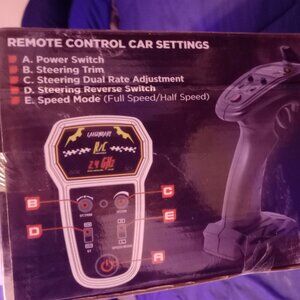 REMOTE CONTROL CAR SETTINGS
A. Power Switch
B. Steering Trim
C. Steering Dual Rate Adjustment
D. Steering Reverse Switch
E. Speed Mode (Full Speed/Half Speed)
R/C
2.4 GHz
B
C
D
E
A